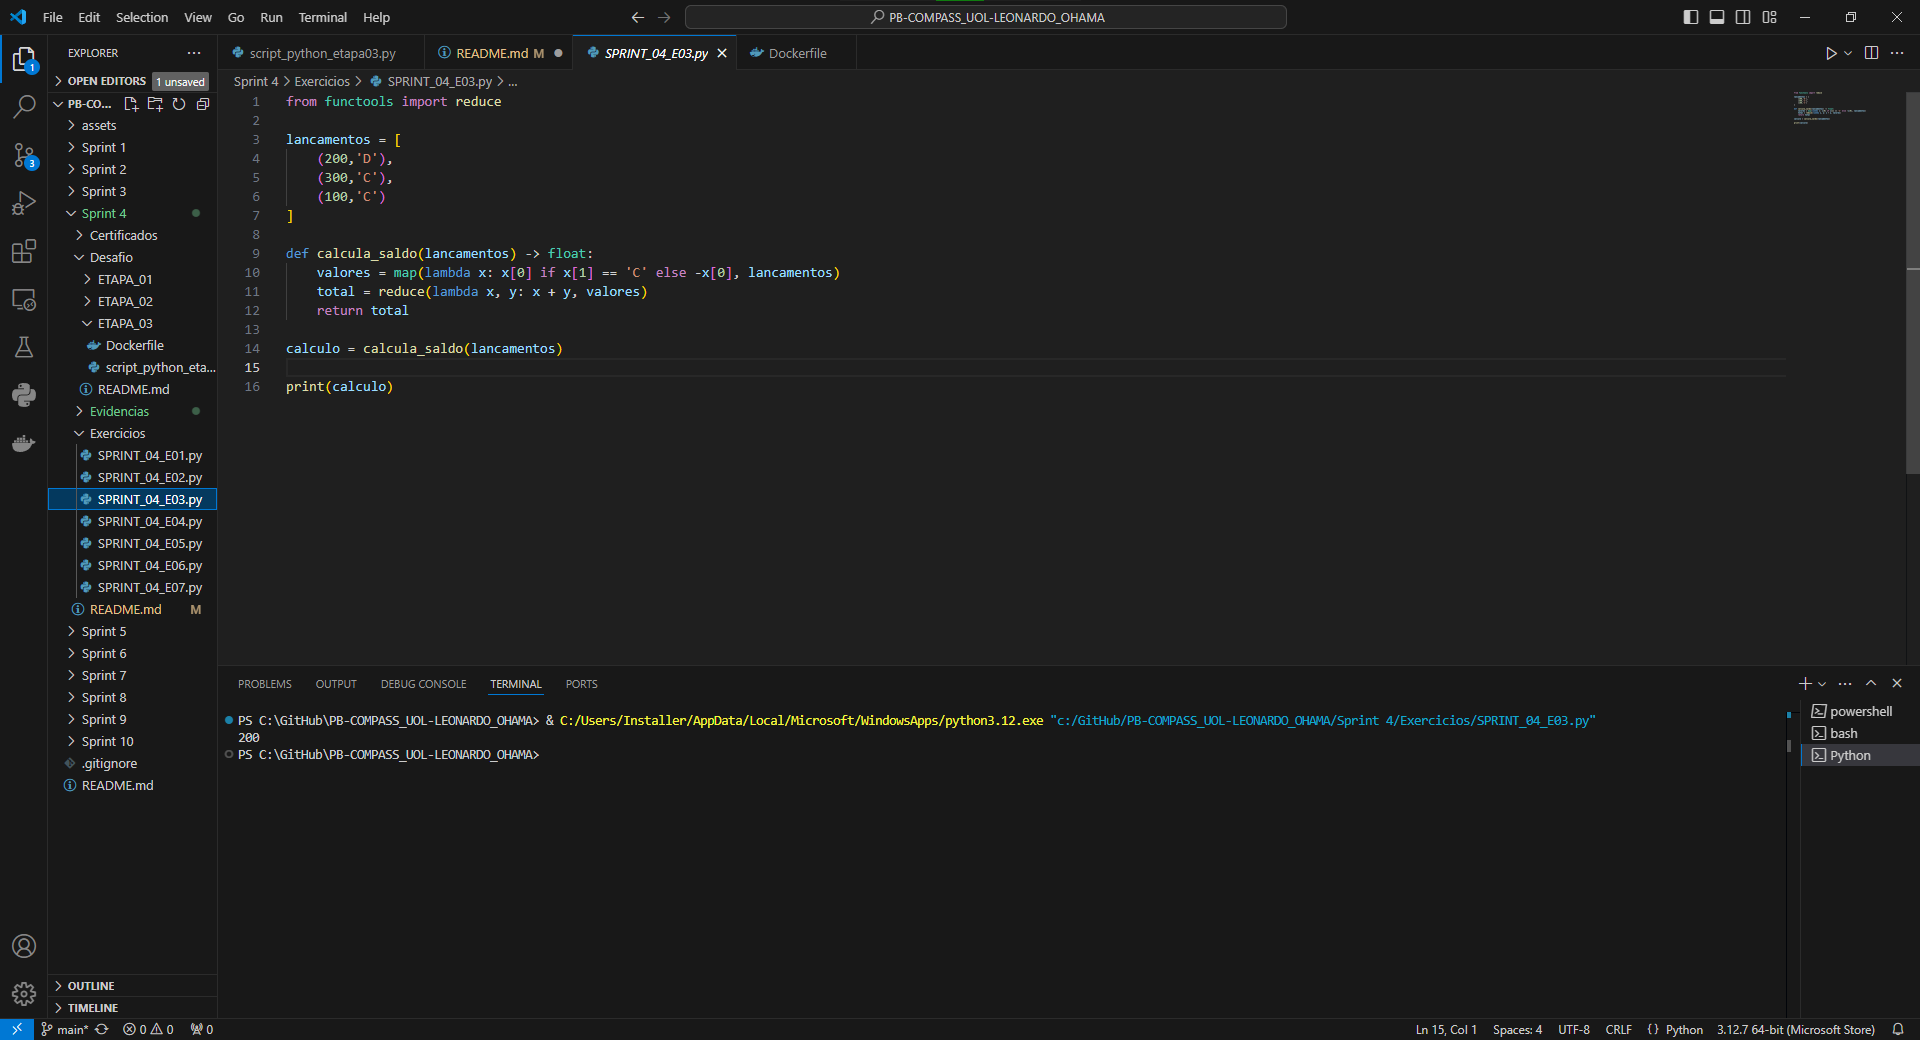 File Edit Selection View Go Run Terminal Help
PB-COMPASS_UOL-LEONARDO_OHAMA
EXPLORER
OPEN EDITORS 1 unsaved
PB-CO...
assets
Sprint 1
Sprint 2
Sprint 3
Sprint 4
Certificados
Desafio
ETAPA_01
ETAPA_02
ETAPA_03
Dockerfile
script_python_eta...
README.md
Evidencias
Exercicios
SPRINT_04_E01.py
SPRINT_04_E02.py
SPRINT_04_E03.py
SPRINT_04_E04.py
SPRINT_04_E05.py
SPRINT_04_E06.py
SPRINT_04_E07.py
README.md M
Sprint 5
Sprint 6
Sprint 7
Sprint 8
Sprint 9
Sprint 10
.gitignore
README.md
OUTLINE
TIMELINE
1
3
script_python_etapa03.py README.md M SPRINT_04_E03.py Dockerfile
Sprint 4 > Exercicios > SPRINT_04_E03.py > ...
1 from functools import reduce
2
3 lancamentos = [
4 (200,'D'),
5 (300,'C'),
6 (100,'C')
7 ]
8
9 def calcula_saldo(lancamentos) -> float:
10 valores = map(lambda x: x[0] if x[1] == 'C' else -x[0], lancamentos)
11 total = reduce(lambda x, y: x + y, valores)
12 return total
13
14 calculo = calcula_saldo(lancamentos)
15
16 print(calculo)
PROBLEMS OUTPUT DEBUG CONSOLE TERMINAL PORTS
PS C:\GitHub\PB-COMPASS_UOL-LEONARDO_OHAMA> & C:/Users/Installer/AppData/Local/Microsoft/WindowsApps/python3.12.exe "c:/GitHub/PB-COMPASS_UOL-LEONARDO_OHAMA/Sprint 4/Exercicios/SPRINT_04_E03.py"
200
PS C:\GitHub\PB-COMPASS_UOL-LEONARDO_OHAMA>
powershell
bash
Python
main* 0 0 0 Ln 15, Col 1 Spaces: 4 UTF-8 CRLF {} Python 3.12.7 64-bit (Microsoft Store)